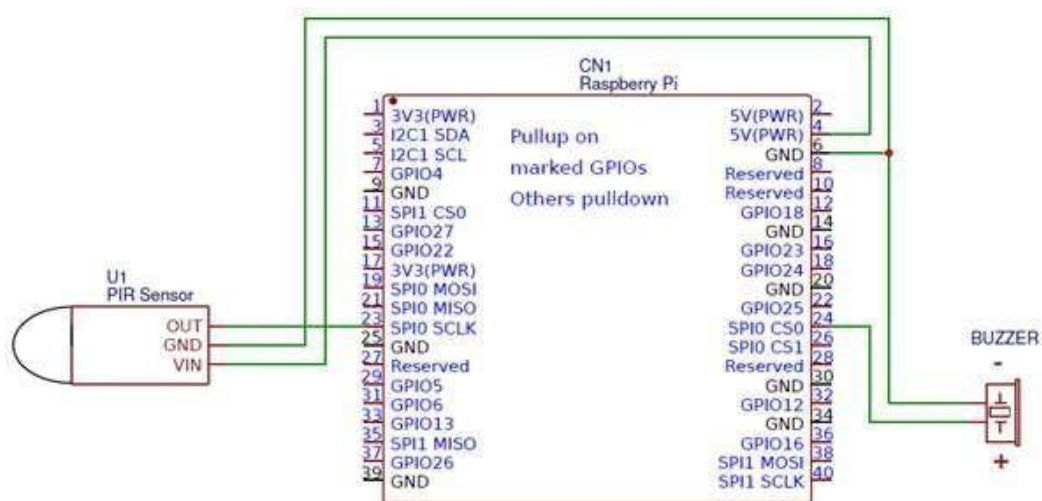 CN1
Raspberry Pi
1
3V3(PWR)
3
I2C1 SDA
5
I2C1 SCL
7
GPIO4
9
GND
11
SPI1 CS0
13
GPIO27
15
GPIO22
17
3V3(PWR)
19
SPI0 MOSI
21
SPI0 MISO
23
SPI0 SCLK
25
GND
27
Reserved
29
GPIO5
31
GPIO6
33
GPIO13
35
SPI1 MISO
37
GPIO26
39
GND
Pullup on
marked GPIOs
Others pulldown
2
5V(PWR)
4
5V(PWR)
6
GND
8
Reserved
10
Reserved
12
GPIO18
14
GND
16
GPIO23
18
GPIO24
20
GND
22
GPIO25
24
SPI0 CS0
26
SPI0 CS1
28
Reserved
30
GND
32
GPIO12
34
GND
36
GPIO16
38
SPI1 MOSI
40
SPI1 SCLK
U1
PIR Sensor
OUT
GND
VIN
BUZZER
-
+